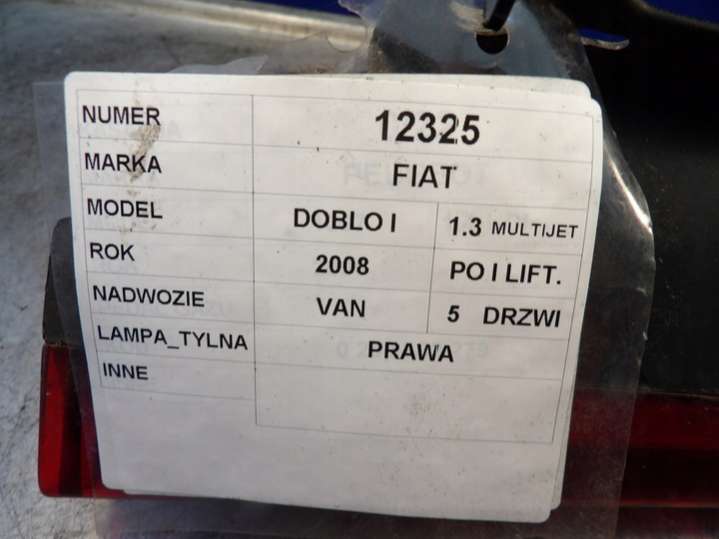 NUMER 12325
MARKA FIAT
MODEL DOBLO I 1.3 MULTIJET
ROK 2008 PO I LIFT.
NADWOZIE VAN 5 DRZWI
LAMPA_TYLNA PRAWA
INNE